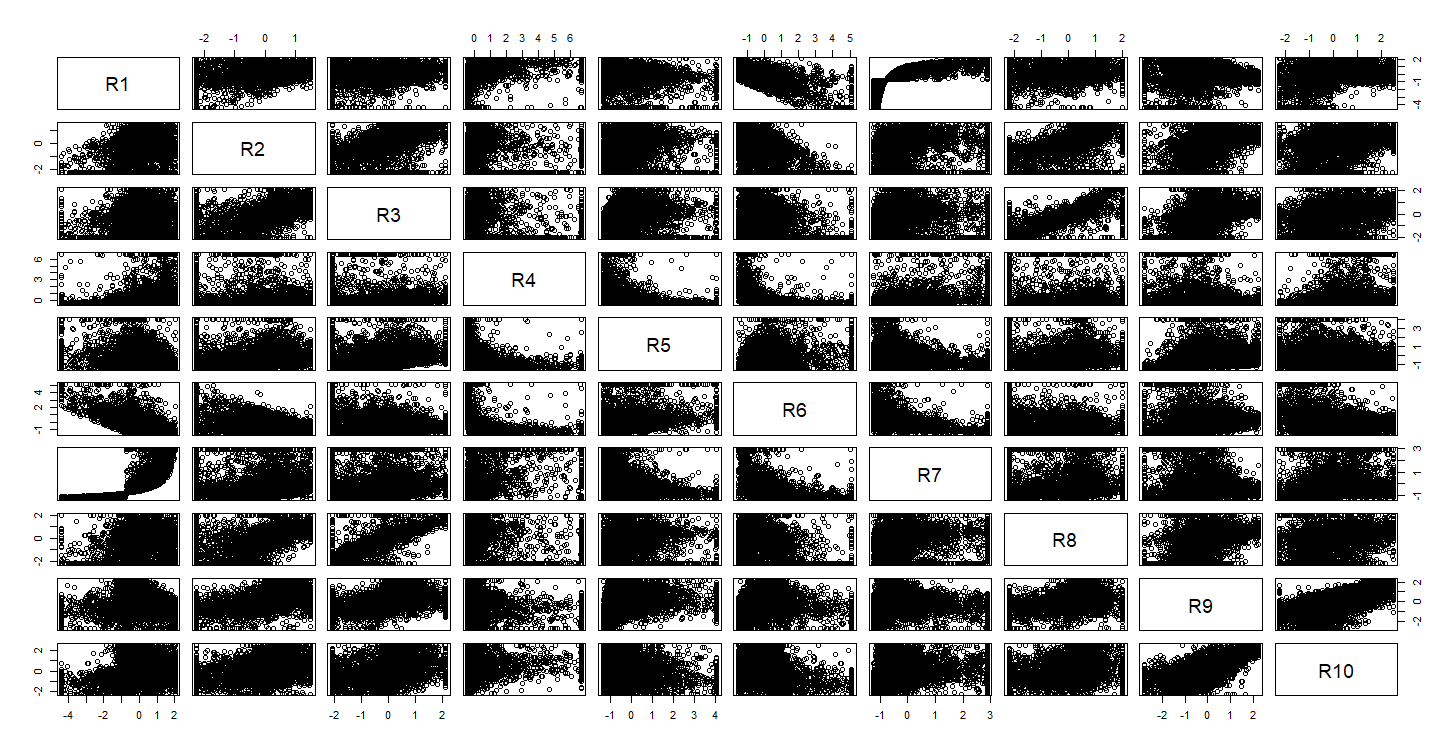 -2 -1 0 1 0 1 2 3 4 5 6 -1 0 1 2 3 4 5 -2 -1 0 1 2 -2 -1 0 1 2
R1 -4 -1 2
-2 0 R2
R3 -2 0 2
0 3 6 R4
R5 -1 1 3
-1 2 4 R6
R7 -1 1 3
-2 0 2 R8
R9 -2 0 2
-2 0 2 R10
-4 -2 0 1 2 -2 -1 0 1 2 -1 0 1 2 3 4 -1 0 1 2 3 -2 -1 0 1 2